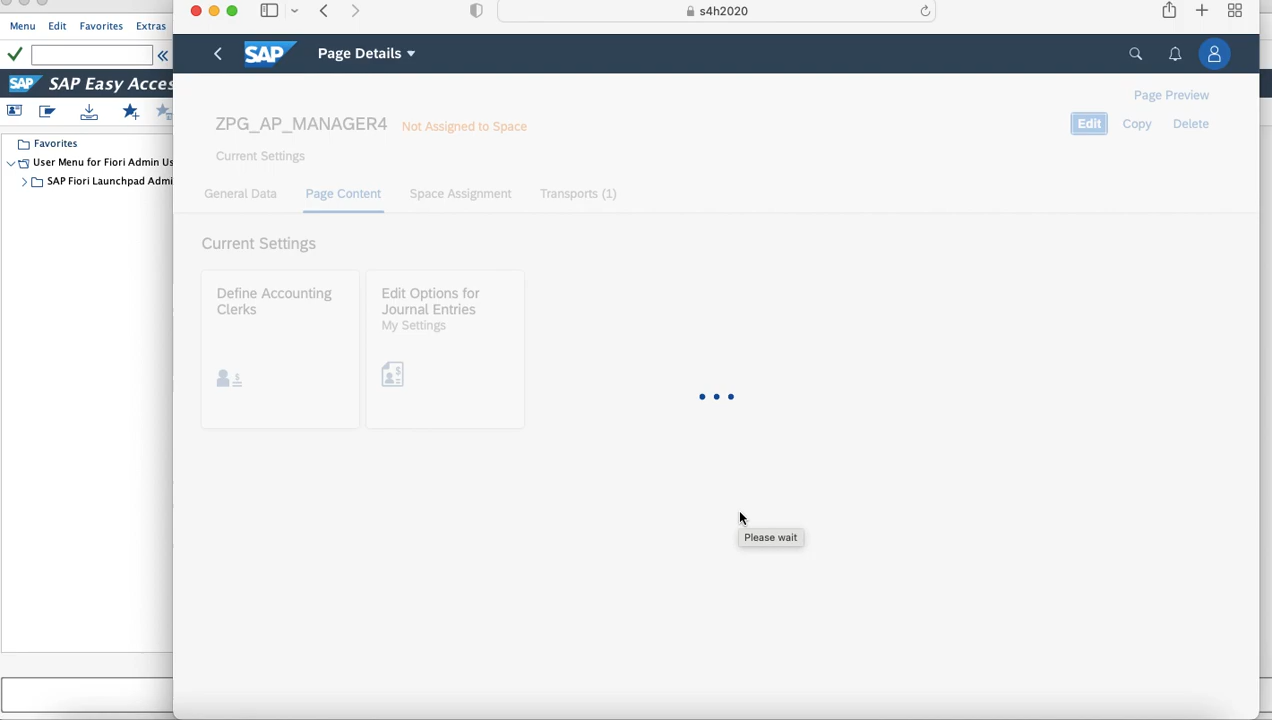 Menu Edit Favorites Extras
s4h2020
SAP Page Details
SAP SAP Easy Acces
Page Preview
ZPG_AP_MANAGER4 Not Assigned to Space
Edit Copy Delete
Favorites
Current Settings
User Menu for Fiori Admin Us
SAP Fiori Launchpad Admi
General Data Page Content Space Assignment Transports (1)
Current Settings
Define Accounting
Clerks
Edit Options for
Journal Entries
My Settings
Please wait